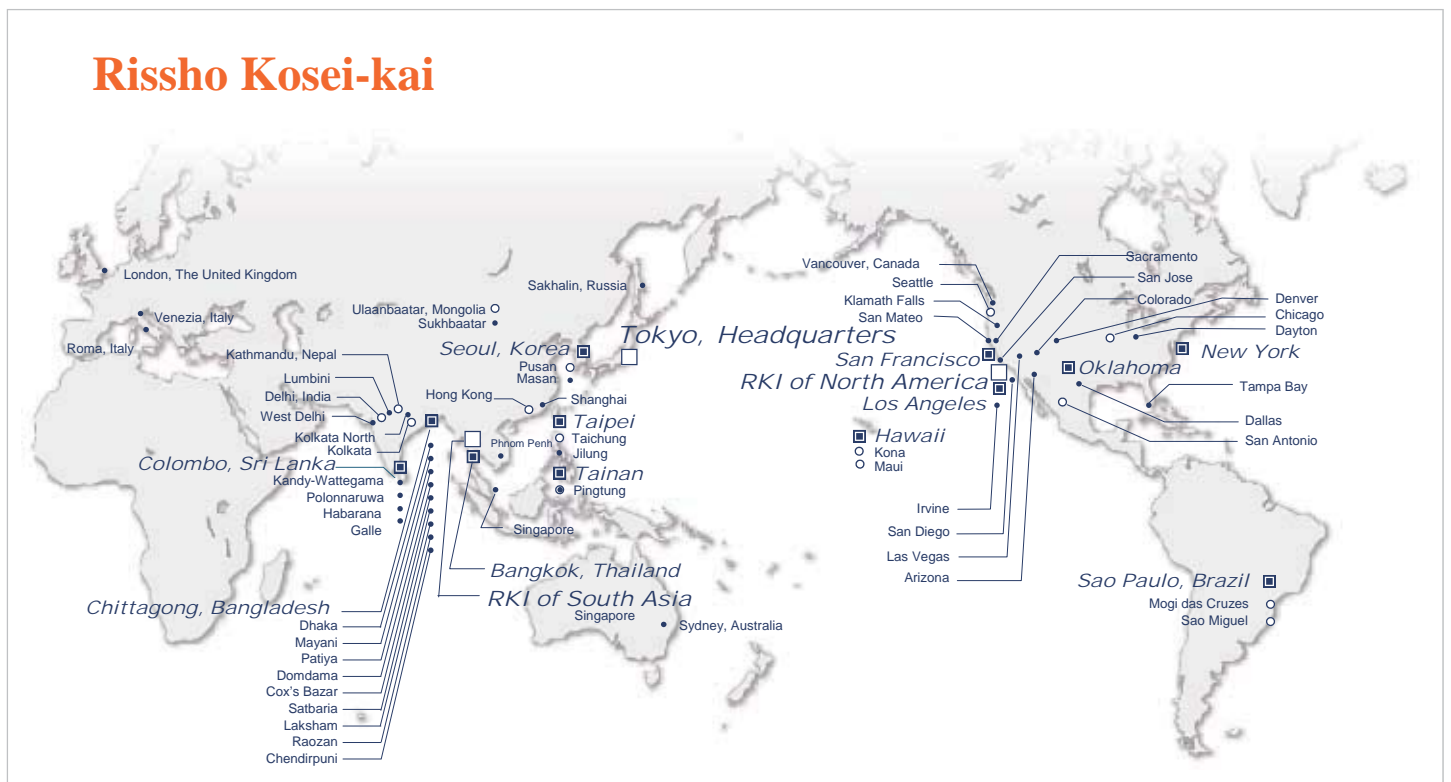 Rissho Kosei-kai
London, The United Kingdom
Venezia, Italy
Roma, Italy
Ulaanbaatar, Mongolia
Sukhbaatar
Sakhalin, Russia
Tokyo, Headquarters
Seoul, Korea
Pusan
Masan
Kathmandu, Nepal
Lumbini
Delhi, India
West Delhi
Kolkata North
Kolkata
Hong Kong
Shanghai
Taipei
Taichung
Jilung
Tainan
Pingtung
Phnom Penh
Colombo, Sri Lanka
Kandy-Wattegama
Polonnaruwa
Habarana
Galle
Singapore
Bangkok, Thailand
RKI of South Asia
Singapore
Sydney, Australia
Chittagong, Bangladesh
Dhaka
Mayani
Patiya
Domdama
Cox's Bazar
Satbaria
Laksham
Raozan
Chendirpuni
Vancouver, Canada
Seattle
Klamath Falls
San Mateo
San Francisco
RKI of North America
Los Angeles
Hawaii
Kona
Maui
Irvine
San Diego
Las Vegas
Arizona
Sacramento
San Jose
Colorado
Denver
Chicago
Dayton
New York
Oklahoma
Tampa Bay
Dallas
San Antonio
Sao Paulo, Brazil
Mogi das Cruzes
Sao Miguel